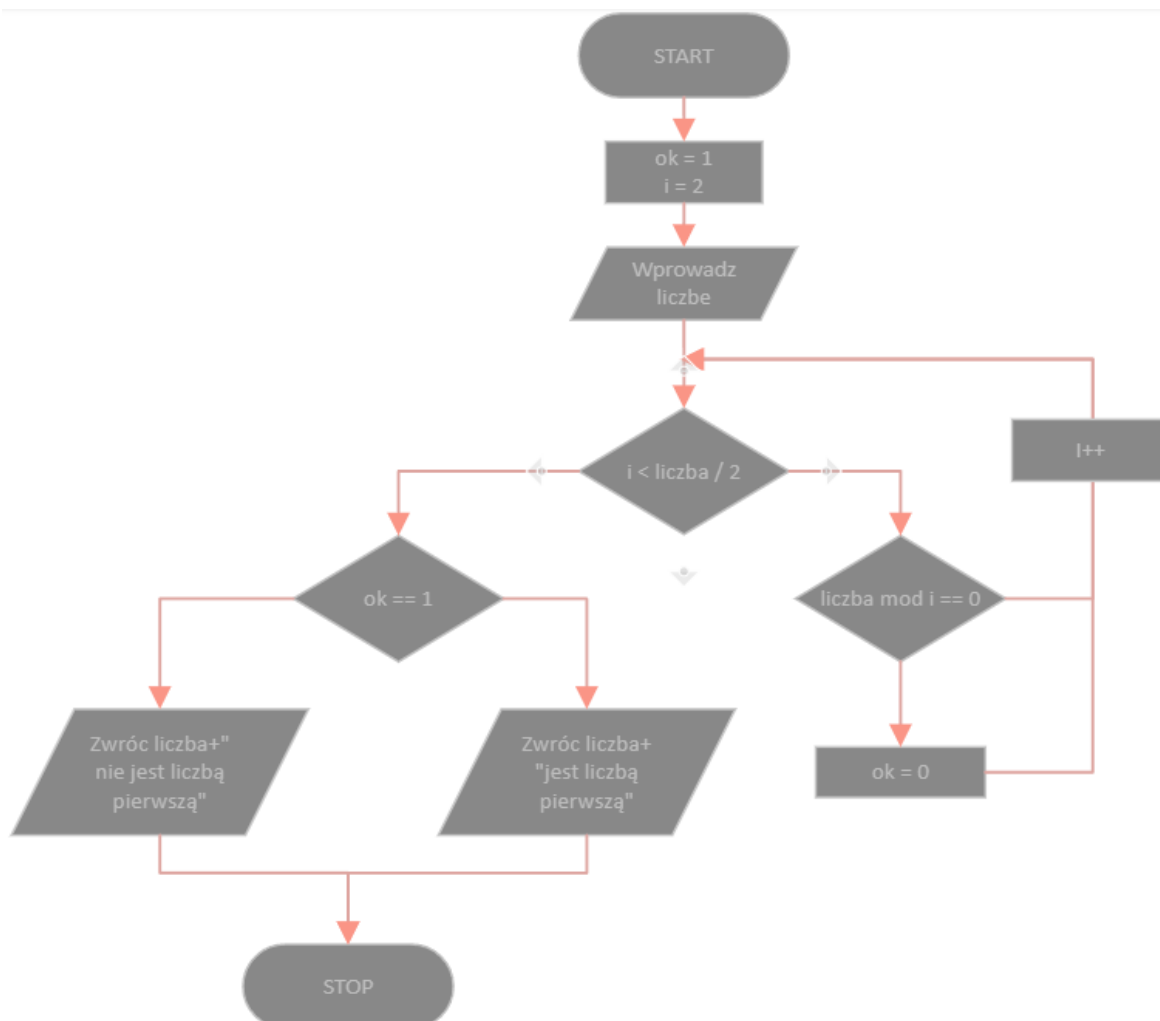 START
ok = 1
i = 2
Wprowadz
liczbe
i < liczba / 2
I++
ok == 1
liczba mod i == 0
Zwróc liczba+"
nie jest liczbą
pierwszą"
Zwróc liczba+
"jest liczbą
pierwszą"
ok = 0
STOP